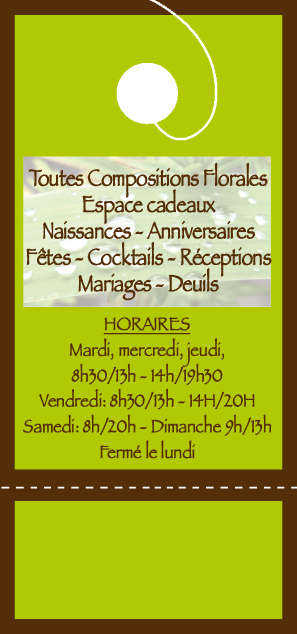 Toutes Compositions Florales
Espace cadeaux
Naissances - Anniversaires
Fêtes - Cocktails - Réceptions
Mariages - Deuils
HORAIRES
Mardi, mercredi, jeudi,
8h30/13h - 14h/19h30
Vendredi: 8h30/13h - 14H/20H
Samedi: 8h/20h - Dimanche 9h/13h
Fermé le lundi